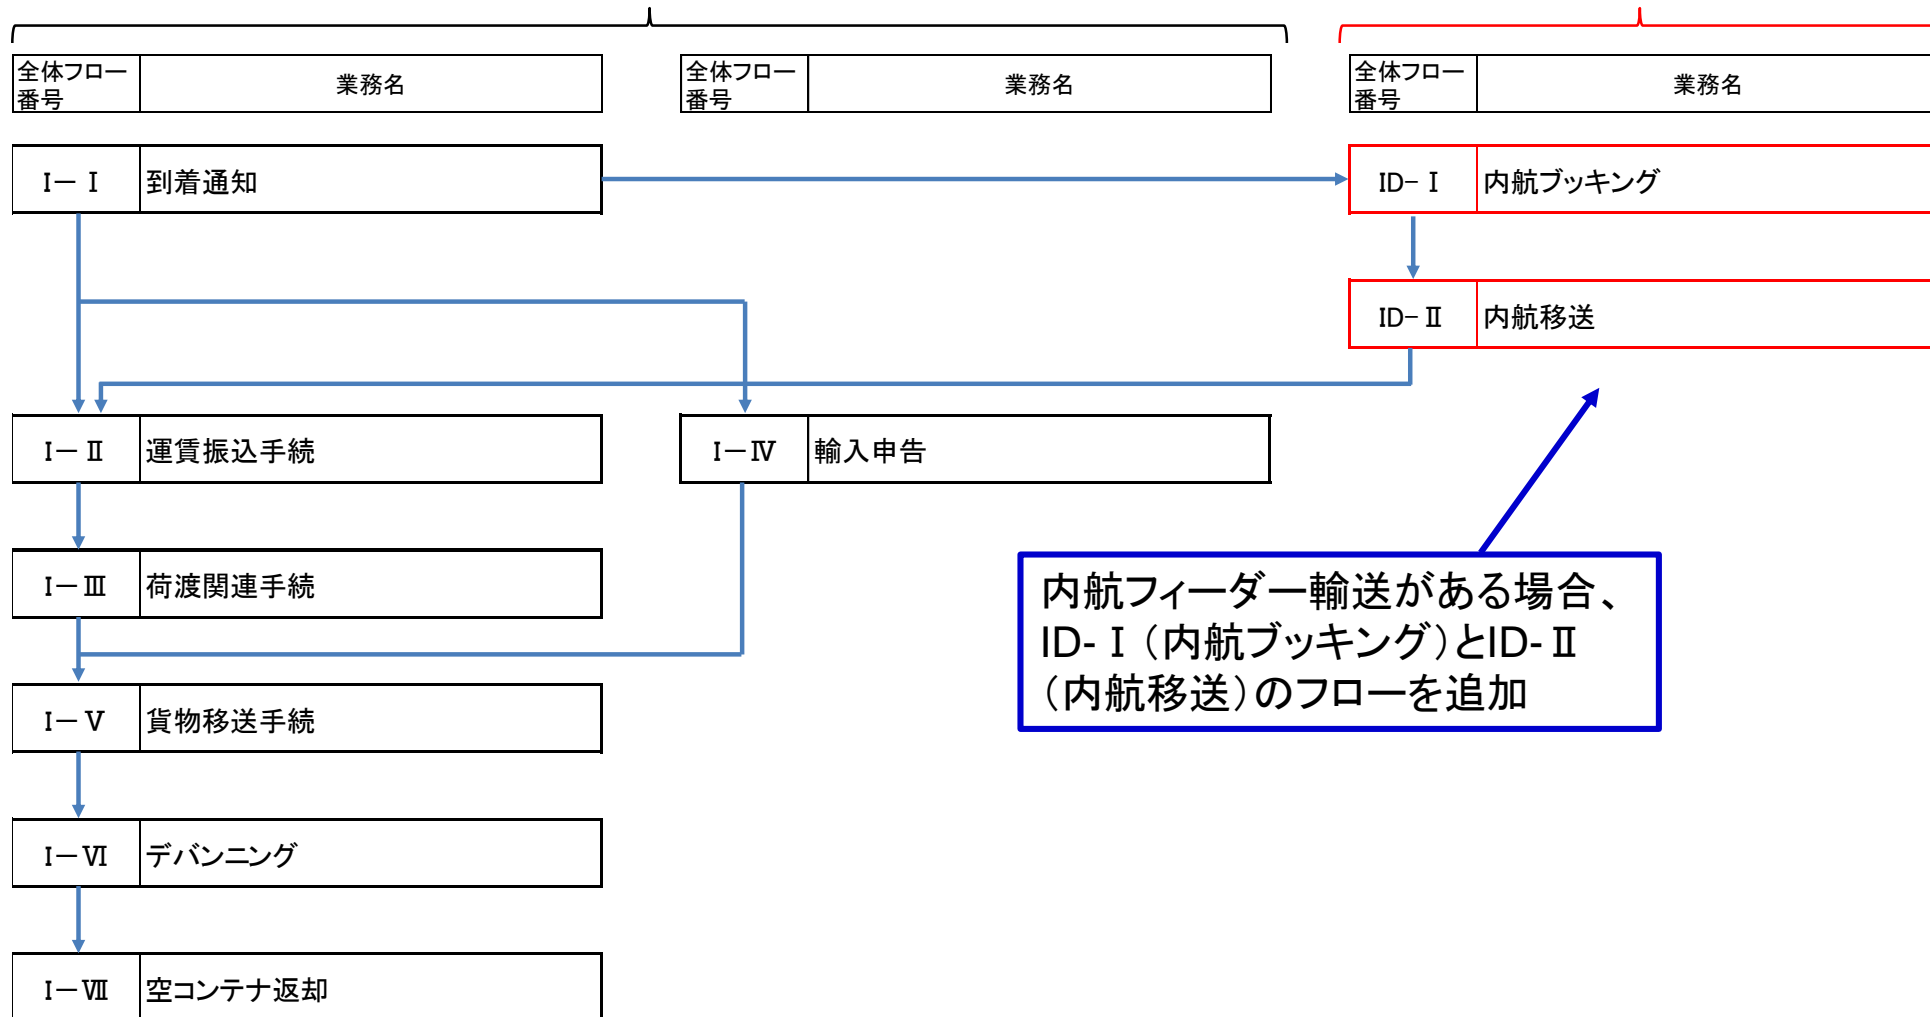 全体フロー
番号
業務名
全体フロー
番号
業務名
全体フロー
番号
業務名
I－Ⅰ 到着通知
ID-Ⅰ 内航ブッキング
ID-Ⅱ 内航移送
I－Ⅱ 運賃振込手続
I－Ⅳ 輸入申告
I－Ⅲ 荷渡関連手続
内航フィーダー輸送がある場合、
ID-Ⅰ（内航ブッキング）とID-Ⅱ
（内航移送）のフローを追加
I－Ⅴ 貨物移送手続
I－Ⅵ デバンニング
I－Ⅶ 空コンテナ返却